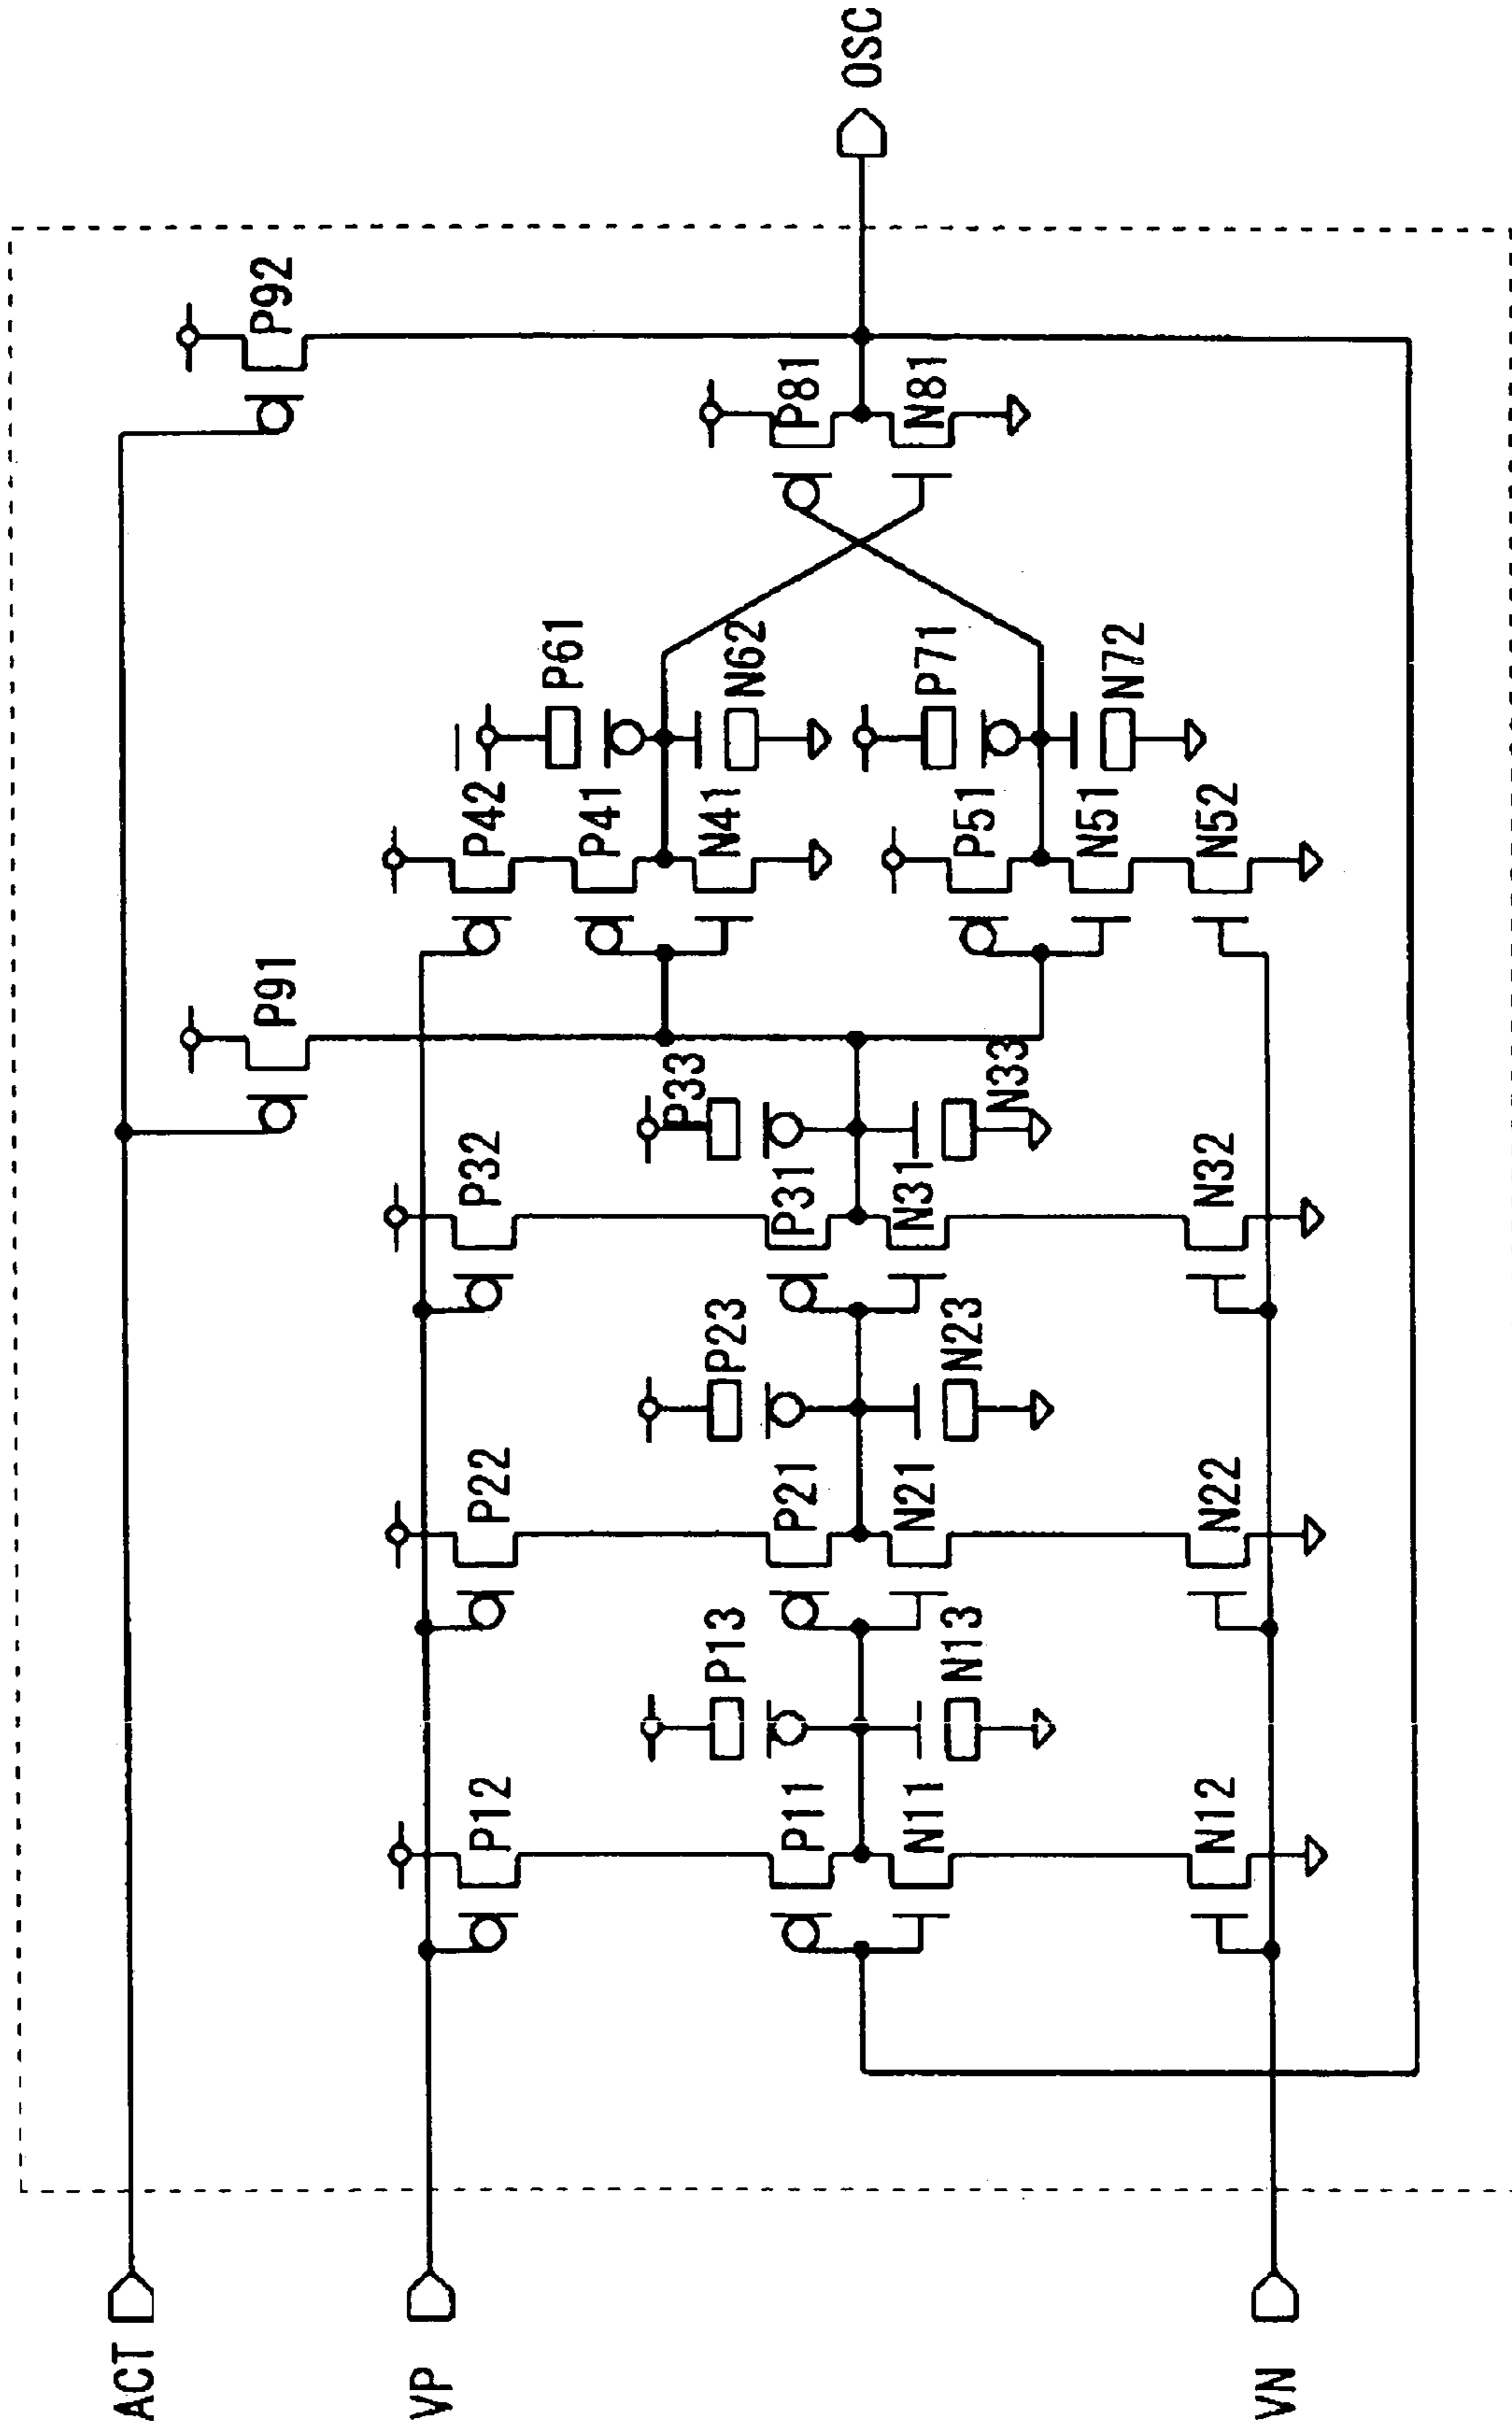 ACT
VP
VN
P12
P11
N11
N12
P13
N13
P22
P21
N21
N22
P23
N23
P32
P31
N31
N32
P33
N33
P91
P42
P41
N41
P51
N51
N52
P61
N62
P71
N72
P81
N81
P92
OSC